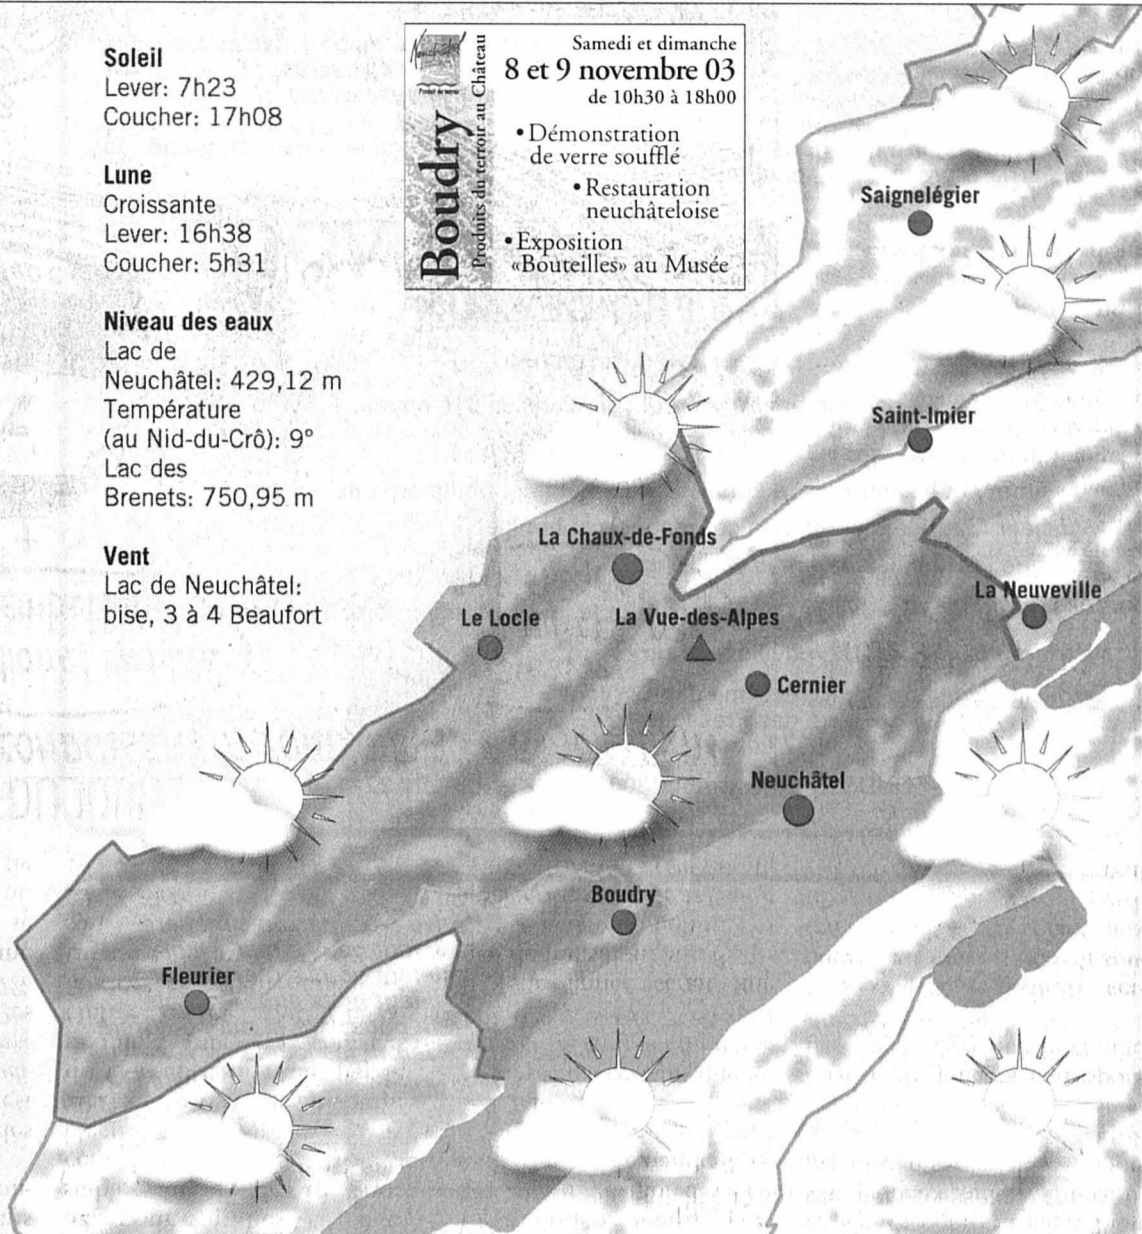 Soleil
Lever: 7h23
Coucher: 17h08
Lune
Croissante
Lever: 16h38
Coucher: 5h31
Niveau des eaux
Lac de
Neuchâtel: 429,12 m
Température
(au Nid-du-Crô): 9°
Lac des
Brenets: 750,95 m
Vent
Lac de Neuchâtel:
bise, 3 à 4 Beaufort
Neuchâtel
Boudry
Produits du terroir au Château
Samedi et dimanche
8 et 9 novembre 03
de 10h30 à 18h00
• Démonstration
de verre soufflé
• Restauration
neuchâteloise
• Exposition
«Bouteilles» au Musée
Saignelégier
Saint-Imier
La Chaux-de-Fonds
La Neuveville
Le Locle
La Vue-des-Alpes
Cernier
Neuchâtel
Boudry
Fleurier